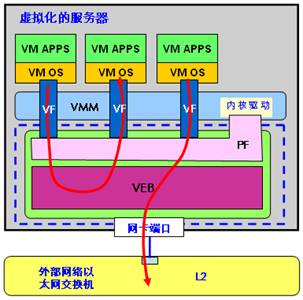 虚拟化的服务器
VM APPS VM APPS VM APPS
VM OS VM OS VM OS
VF VMM VF VF 内核驱动
PF
VEB
网卡端口
外部网络以
太网交换机
L2